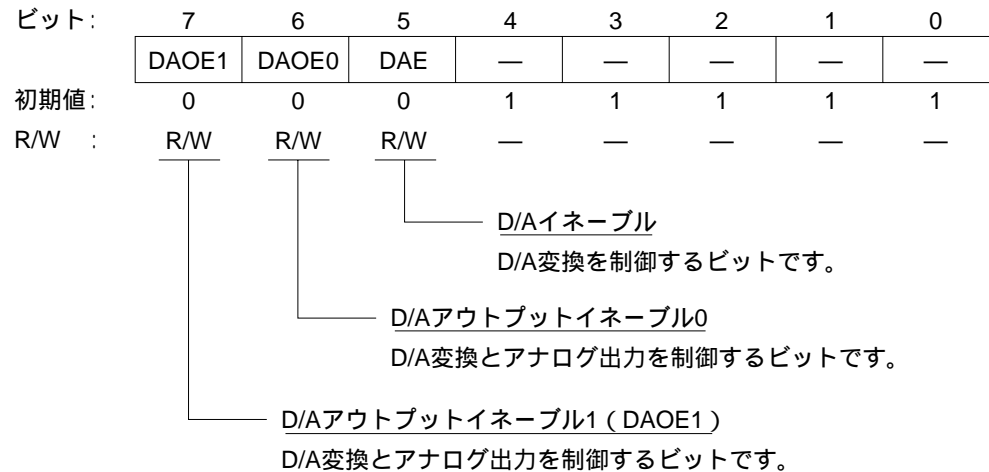 ビット: 7 6 5 4 3 2 1 0
DAOE1 DAOE0 DAE — — — — —
初期値: 0 0 0 1 1 1 1 1
R/W : R/W R/W R/W — — — — —
D/Aイネーブル
D/A変換を制御するビットです。
D/Aアウトプットイネーブル0
D/A変換とアナログ出力を制御するビットです。
D/Aアウトプットイネーブル1（DAOE1）
D/A変換とアナログ出力を制御するビットです。